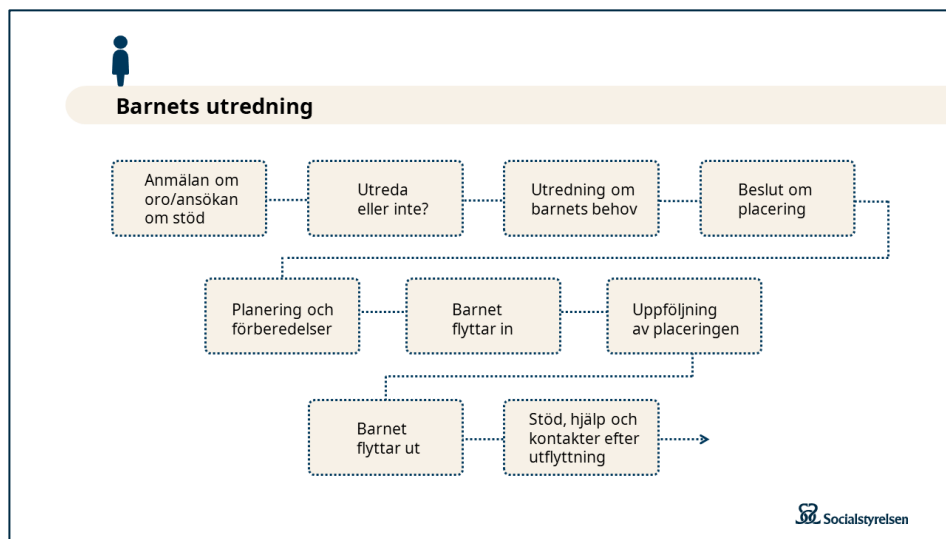 Barnets utredning
Anmälan om
oro/ansökan
om stöd
Utreda
eller inte?
Utredning om
barnets behov
Beslut om
placering
Planering och
förberedelser
Barnet
flyttar in
Uppföljning
av placeringen
Barnet
flyttar ut
Stöd, hjälp och
kontakter efter
utflyttning
Socialstyrelsen